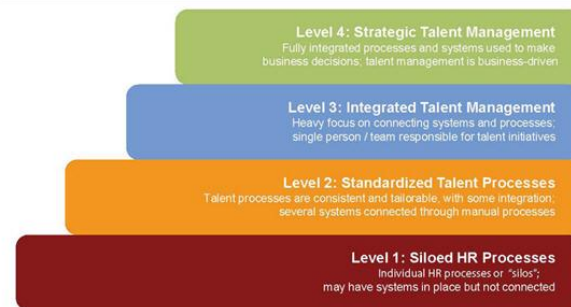 Level 4: Strategic Talent Management
Fully integrated processes and systems used to make
business decisions; talent management is business-driven
Level 3: Integrated Talent Management
Heavy focus on connecting systems and processes;
single person / team responsible for talent initiatives
Level 2: Standardized Talent Processes
Talent processes are consistent and tailorable, with some integration;
several systems connected through manual processes
Level 1: Siloed HR Processes
Individual HR processes or “silos”;
may have systems in place but not connected